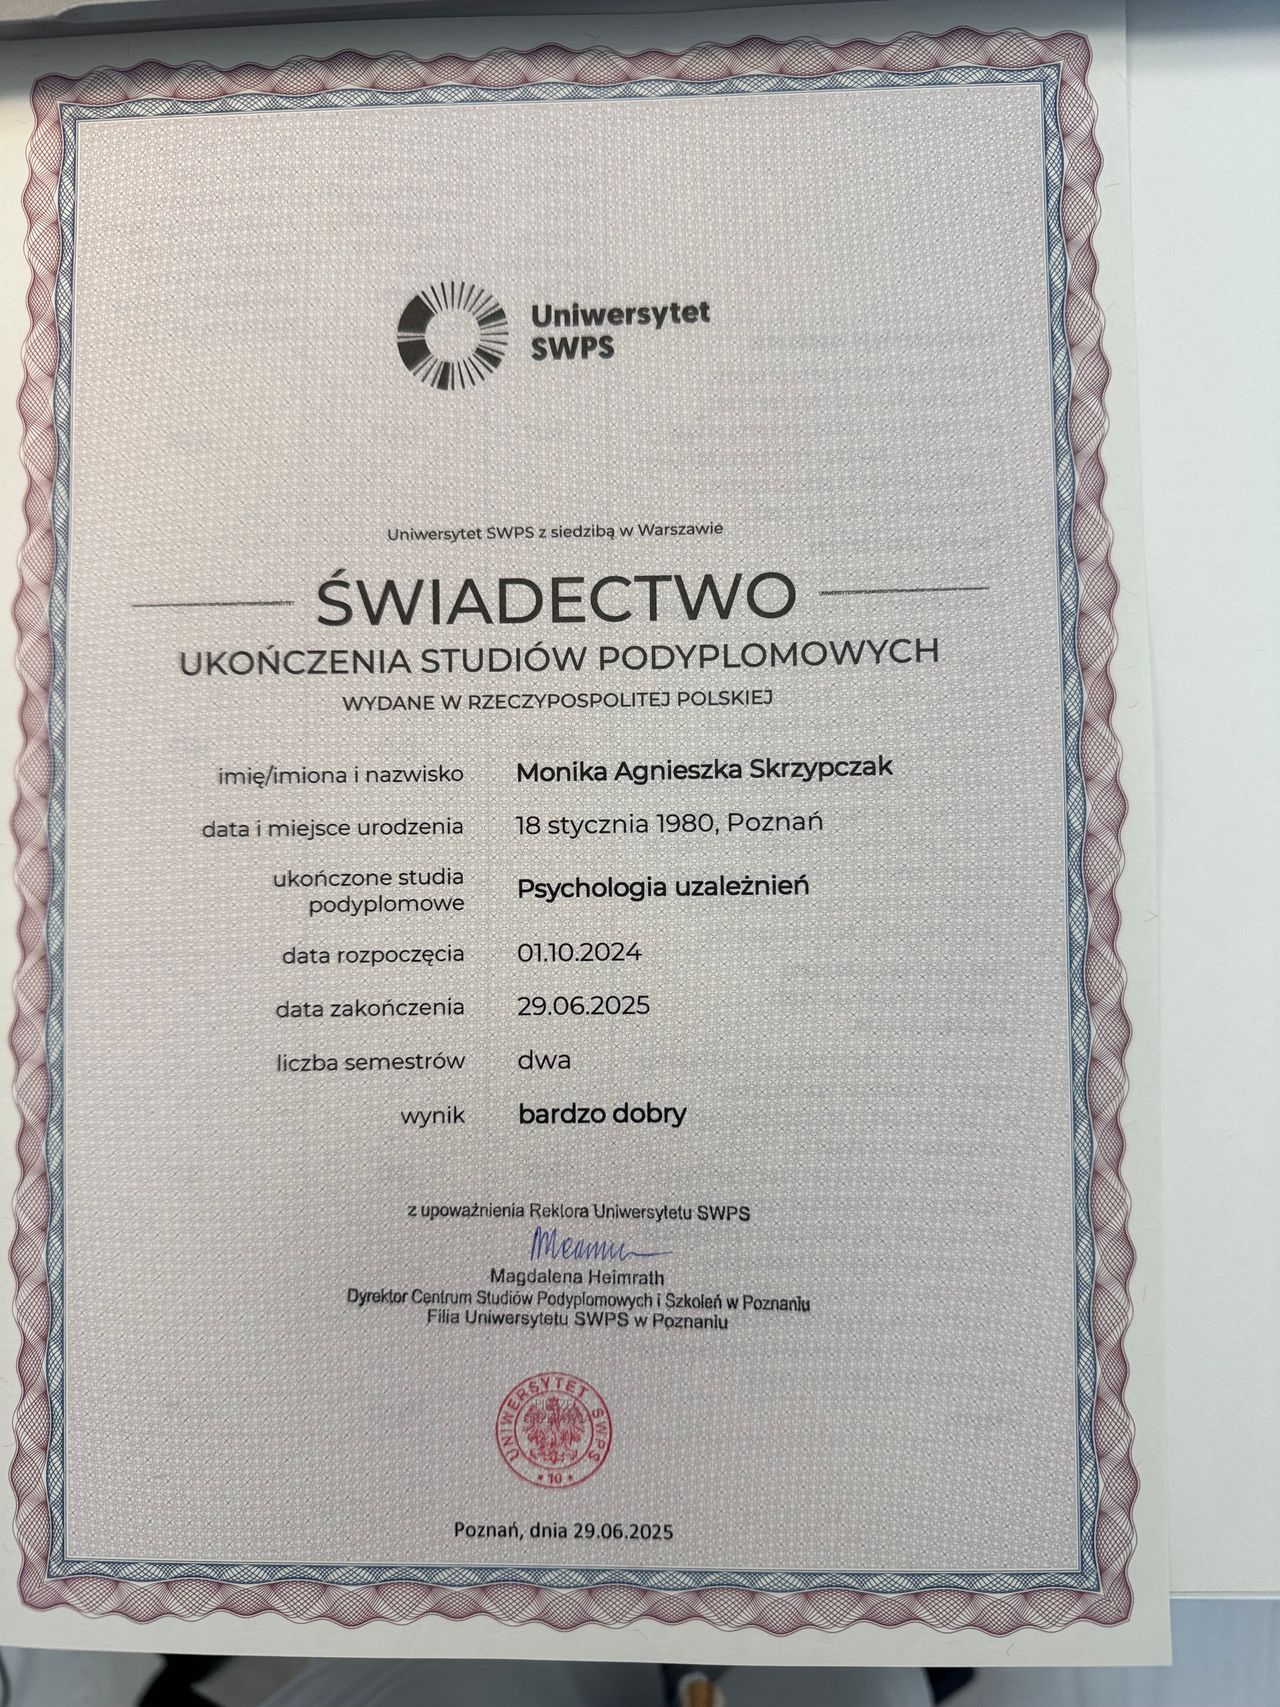 Uniwersytet
SWPS
Uniwersytet SWPS z siedzibą w Warszawie
ŚWIADECTWO
UKOŃCZENIA STUDIÓW PODYPLOMOWYCH
WYDANE W RZECZYPOSPOLITEJ POLSKIEJ
imię/imiona i nazwisko Monika Agnieszka Skrzypczak
data i miejsce urodzenia 18 stycznia 1980, Poznań
ukończone studia
podyplomowe Psychologia uzależnień
data rozpoczęcia 01.10.2024
data zakończenia 29.06.2025
liczba semestrów dwa
wynik bardzo dobry
z upoważnienia Rektora Uniwersytetu SWPS
Magdalena Heimrath
Dyrektor Centrum Studiów Podyplomowych i Szkoleń w Poznaniu
Filia Uniwersytetu SWPS w Poznaniu
UNIWERSYTET SWPS
* 10 *
Poznań, dnia 29.06.2025